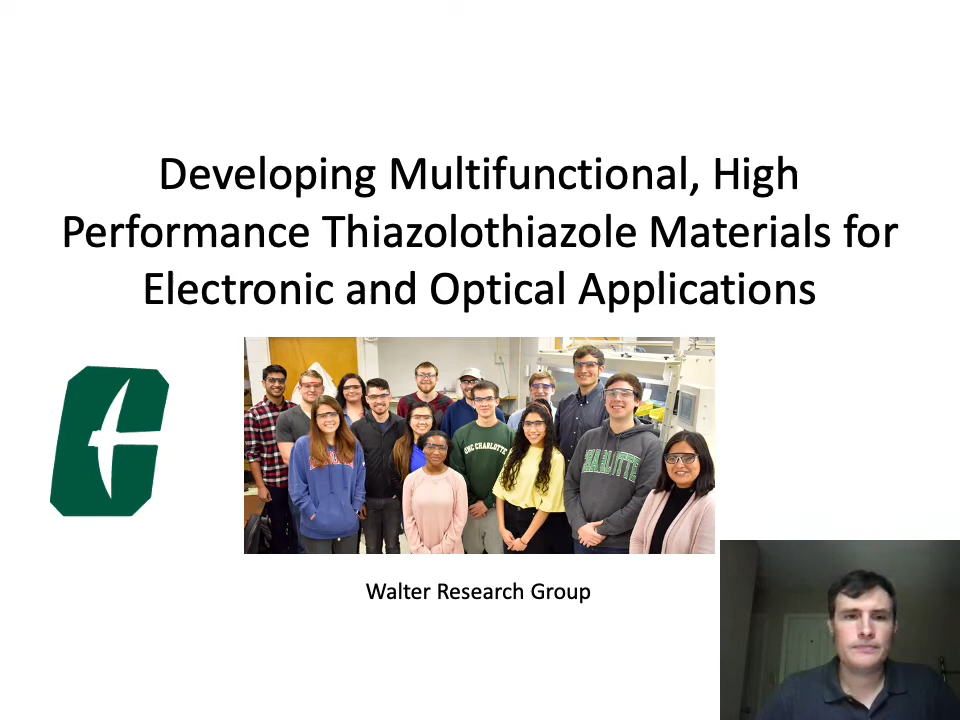 Developing Multifunctional, High
Performance Thiazolothiazole Materials for
Electronic and Optical Applications
UNC CHARLOTTE
CHARLOTTE
Walter Research Group